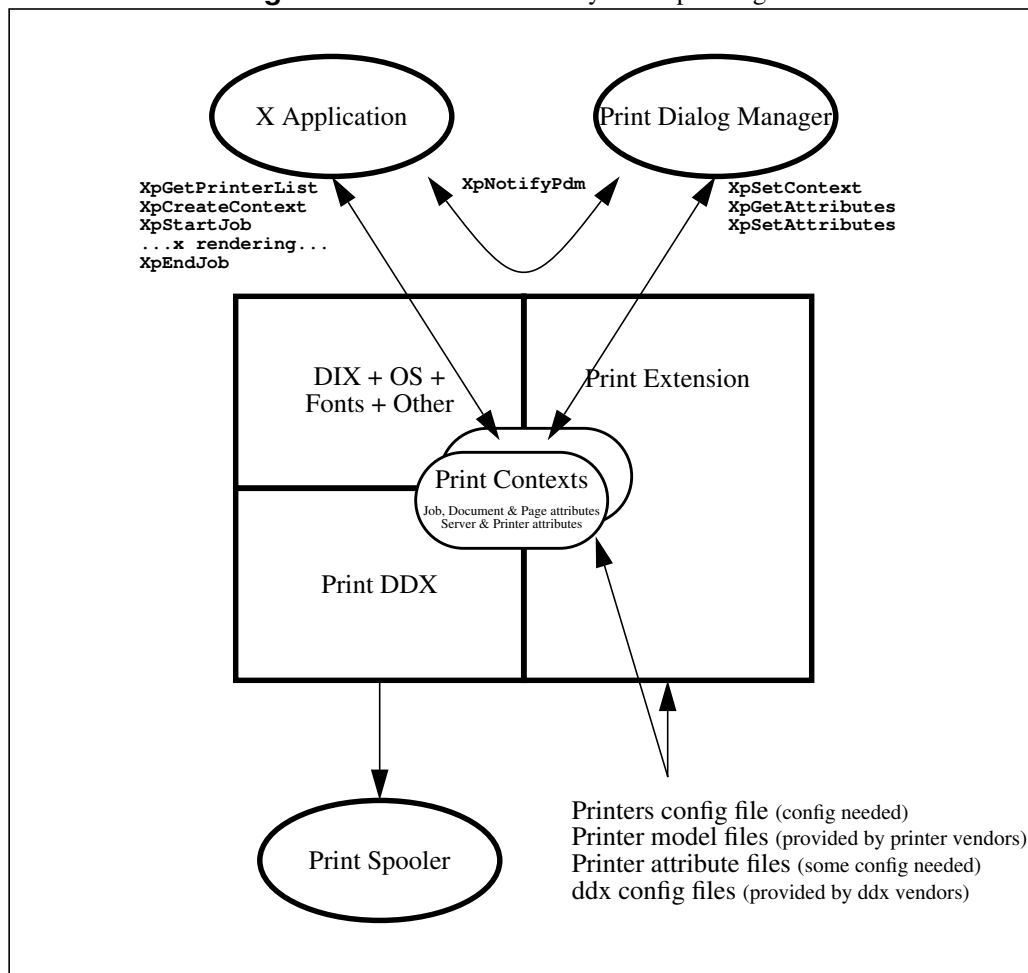 X Application
Print Dialog Manager
XpGetPrinterList
XpCreateContext
XpStartJob
...x rendering...
XpEndJob
XpNotifyPdm
XpSetContext
XpGetAttributes
XpSetAttributes
DIX + OS +
Fonts + Other
Print Extension
Print Contexts
Job, Document & Page attributes
Server & Printer attributes
Print DDX
Print Spooler
Printers config file (config needed)
Printer model files (provided by printer vendors)
Printer attribute files (some config needed)
ddx config files (provided by ddx vendors)